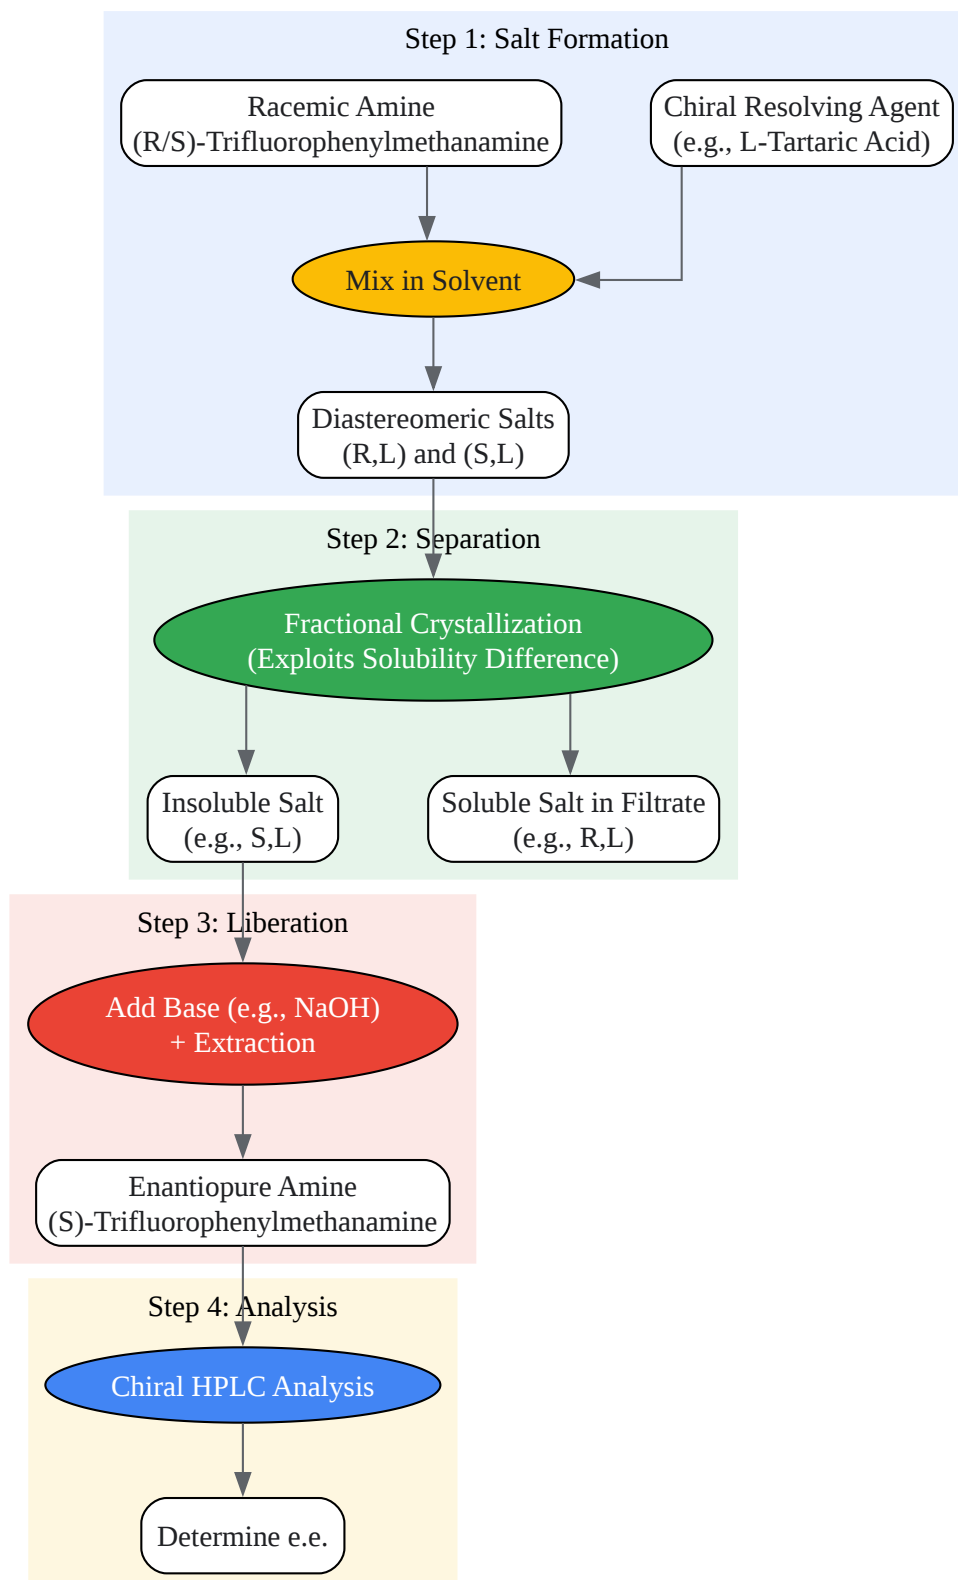 Step 1: Salt Formation
Racemic Amine
(R/S)-Trifluorophenylmethanamine
Chiral Resolving Agent
(e.g., L-Tartaric Acid)
Mix in Solvent
Diastereomeric Salts
(R,L) and (S,L)
Step 2: Separation
Fractional Crystallization
(Exploits Solubility Difference)
Insoluble Salt
(e.g., S,L)
Soluble Salt in Filtrate
(e.g., R,L)
Step 3: Liberation
Add Base (e.g., NaOH)
+ Extraction
Enantiopure Amine
(S)-Trifluorophenylmethanamine
Step 4: Analysis
Chiral HPLC Analysis
Determine e.e.